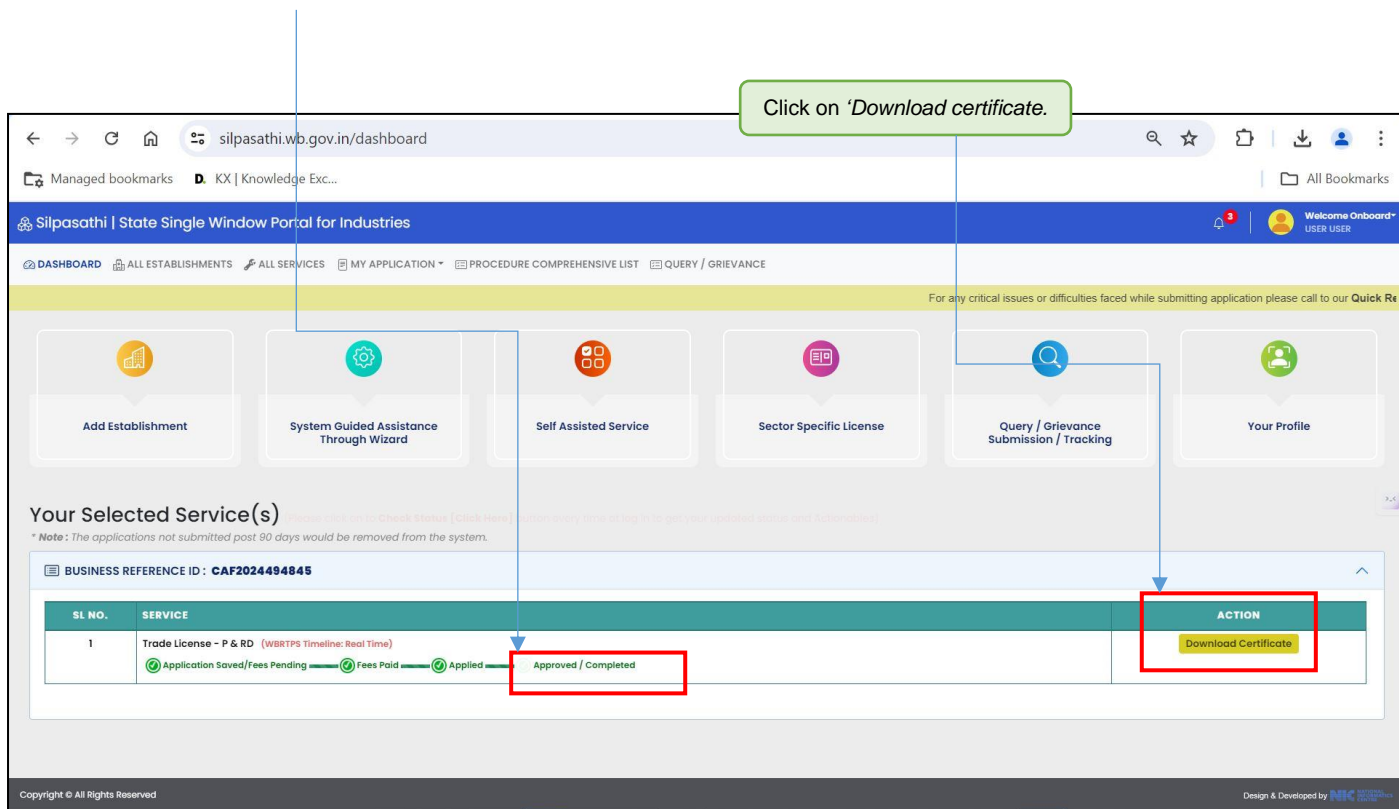 Click on ‘Download certificate.
silpasathi.wb.gov.in/dashboard
Managed bookmarks D. KX | Knowledge Exc... All Bookmarks
Silpasathi | State Single Window Portal for Industries 3 Welcome Onboard
USER USER
DASHBOARD ALL ESTABLISHMENTS ALL SERVICES MY APPLICATION PROCEDURE COMPREHENSIVE LIST QUERY / GRIEVANCE
For any critical issues or difficulties faced while submitting application please call to our Quick Re
Add Establishment
System Guided Assistance
Through Wizard
Self Assisted Service
Sector Specific License
Query / Grievance
Submission / Tracking
Your Profile
Your Selected Service(s)
* Note : The applications not submitted post 90 days would be removed from the system.
BUSINESS REFERENCE ID : CAF2024494845
SL NO. SERVICE ACTION
1 Trade License - P & RD (WBRTPS Timeline: Real Time) Download Certificate
Application Saved/Fees Pending Fees Paid Applied Approved / Completed
Copyright © All Rights Reserved Design & Developed by NIC